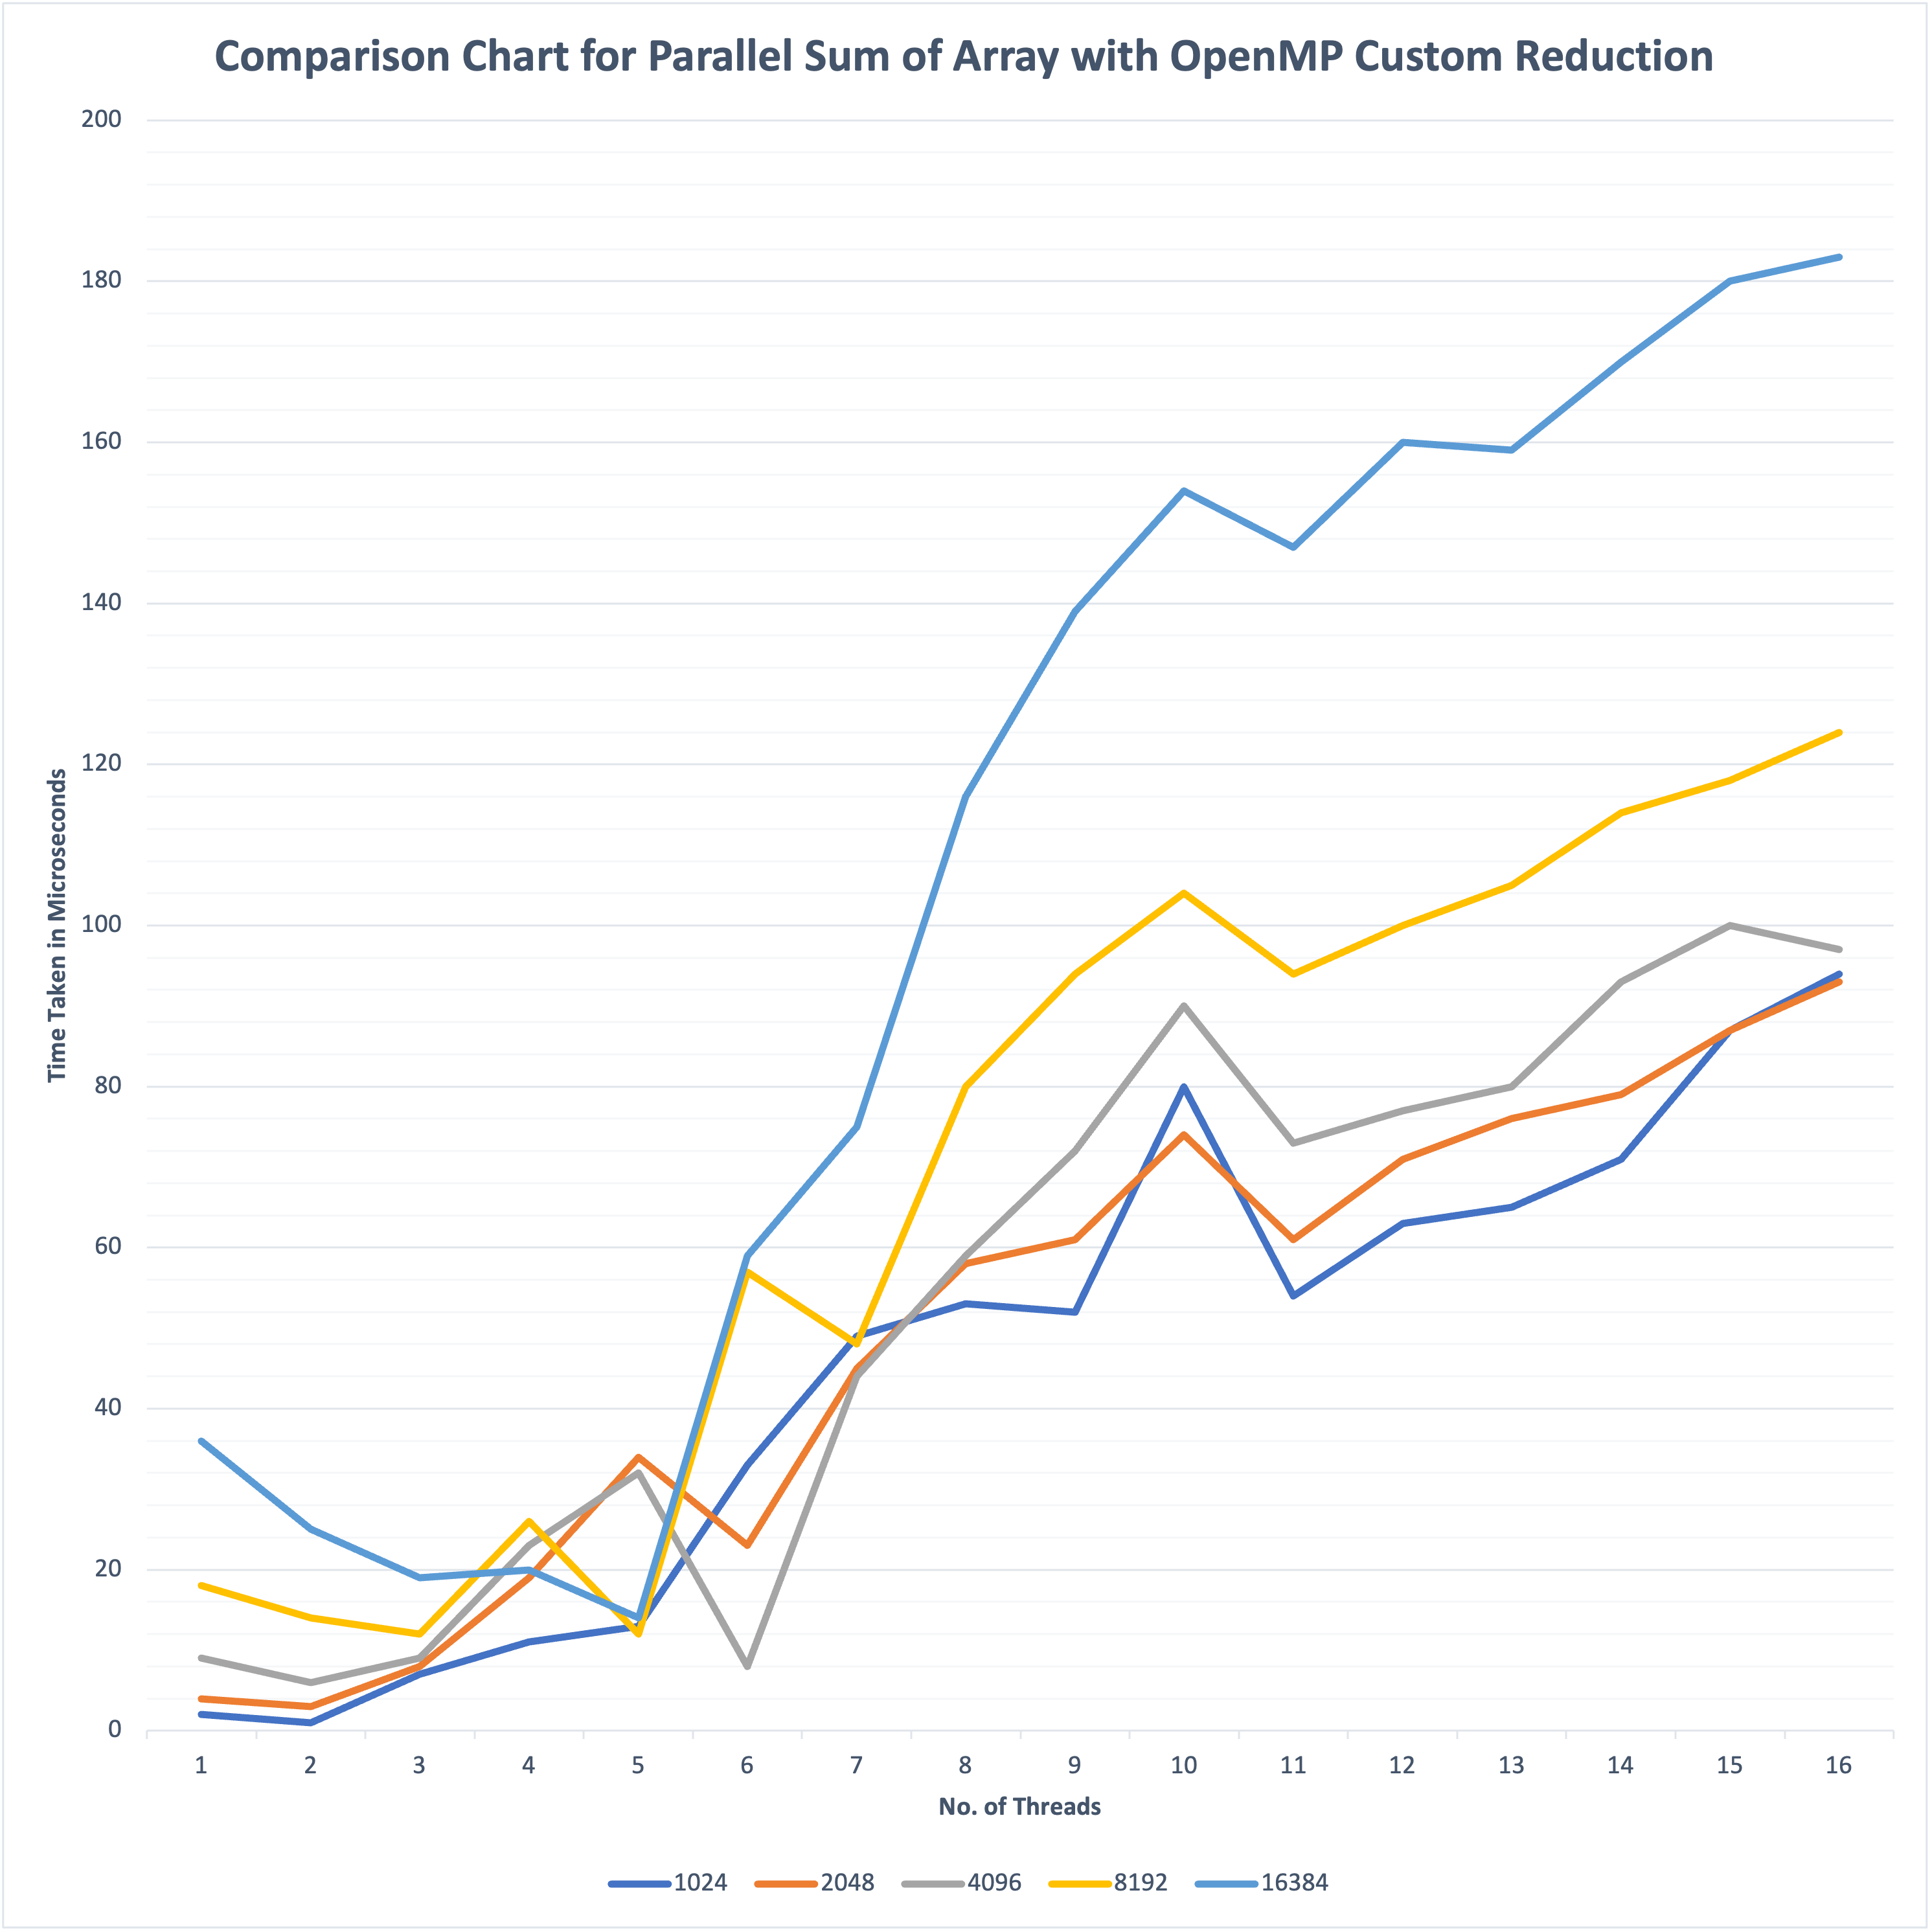 Comparison Chart for Parallel Sum of Array with OpenMP Custom Reduction
200
180
160
140
120
100
80
60
40
20
0
Time Taken in Microseconds
1 2 3 4 5 6 7 8 9 10 11 12 13 14 15 16
No. of Threads
1024 2048 4096 8192 16384